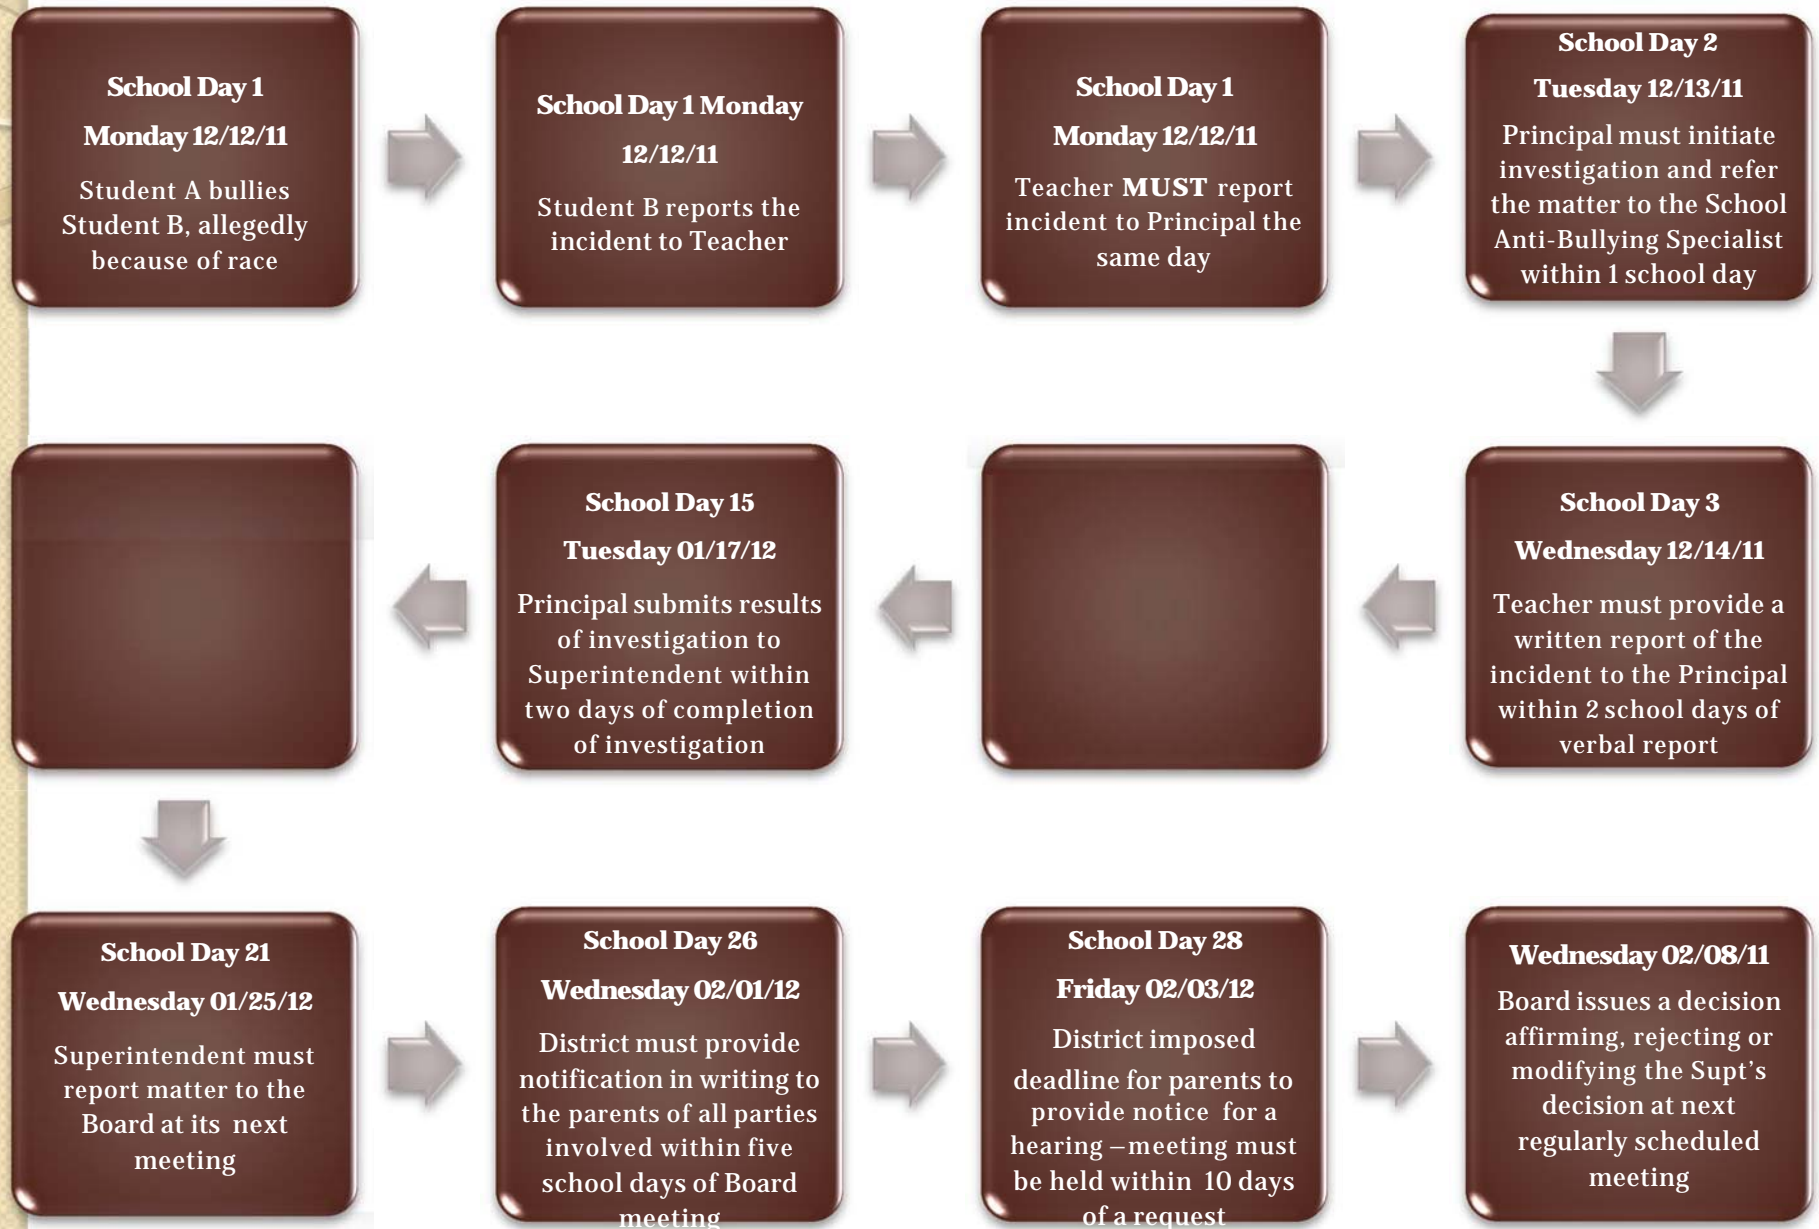 School Day 1
Monday 12/12/11
Student A bullies
Student B, allegedly
because of race
School Day 1 Monday
12/12/11
Student B reports the
incident to Teacher
School Day 1
Monday 12/12/11
Teacher MUST report
incident to Principal the
same day
School Day 2
Tuesday 12/13/11
Principal must initiate
investigation and refer
the matter to the School
Anti-Bullying Specialist
within 1 school day
School Day 3
Wednesday 12/14/11
Teacher must provide a
written report of the
incident to the Principal
within 2 school days of
verbal report
School Day 15
Tuesday 01/17/12
Principal submits results
of investigation to
Superintendent within
two days of completion
of investigation
School Day 21
Wednesday 01/25/12
Superintendent must
report matter to the
Board at its next
meeting
School Day 26
Wednesday 02/01/12
District must provide
notification in writing to
the parents of all parties
involved within five
school days of Board
meeting
School Day 28
Friday 02/03/12
District imposed
deadline for parents to
provide notice for a
hearing – meeting must
be held within 10 days
of a request
Wednesday 02/08/11
Board issues a decision
affirming, rejecting or
modifying the Supt's
decision at next
regularly scheduled
meeting